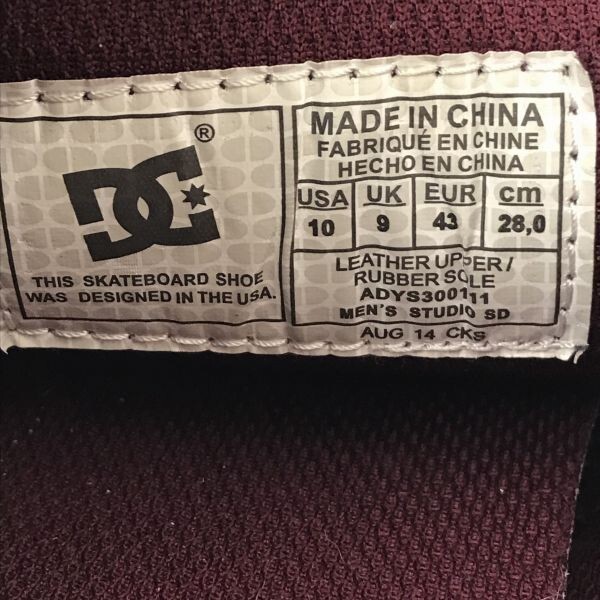 DC ®
THIS SKATEBOARD SHOE
WAS DESIGNED IN THE USA.
MADE IN CHINA
FABRIQUÉ EN CHINE
HECHO EN CHINA
USA UK EUR cm
10 9 43 28,0
LEATHER UPPER/
RUBBER SOLE
ADYS300111
MEN'S STUDIO SD
AUG 14 CKS